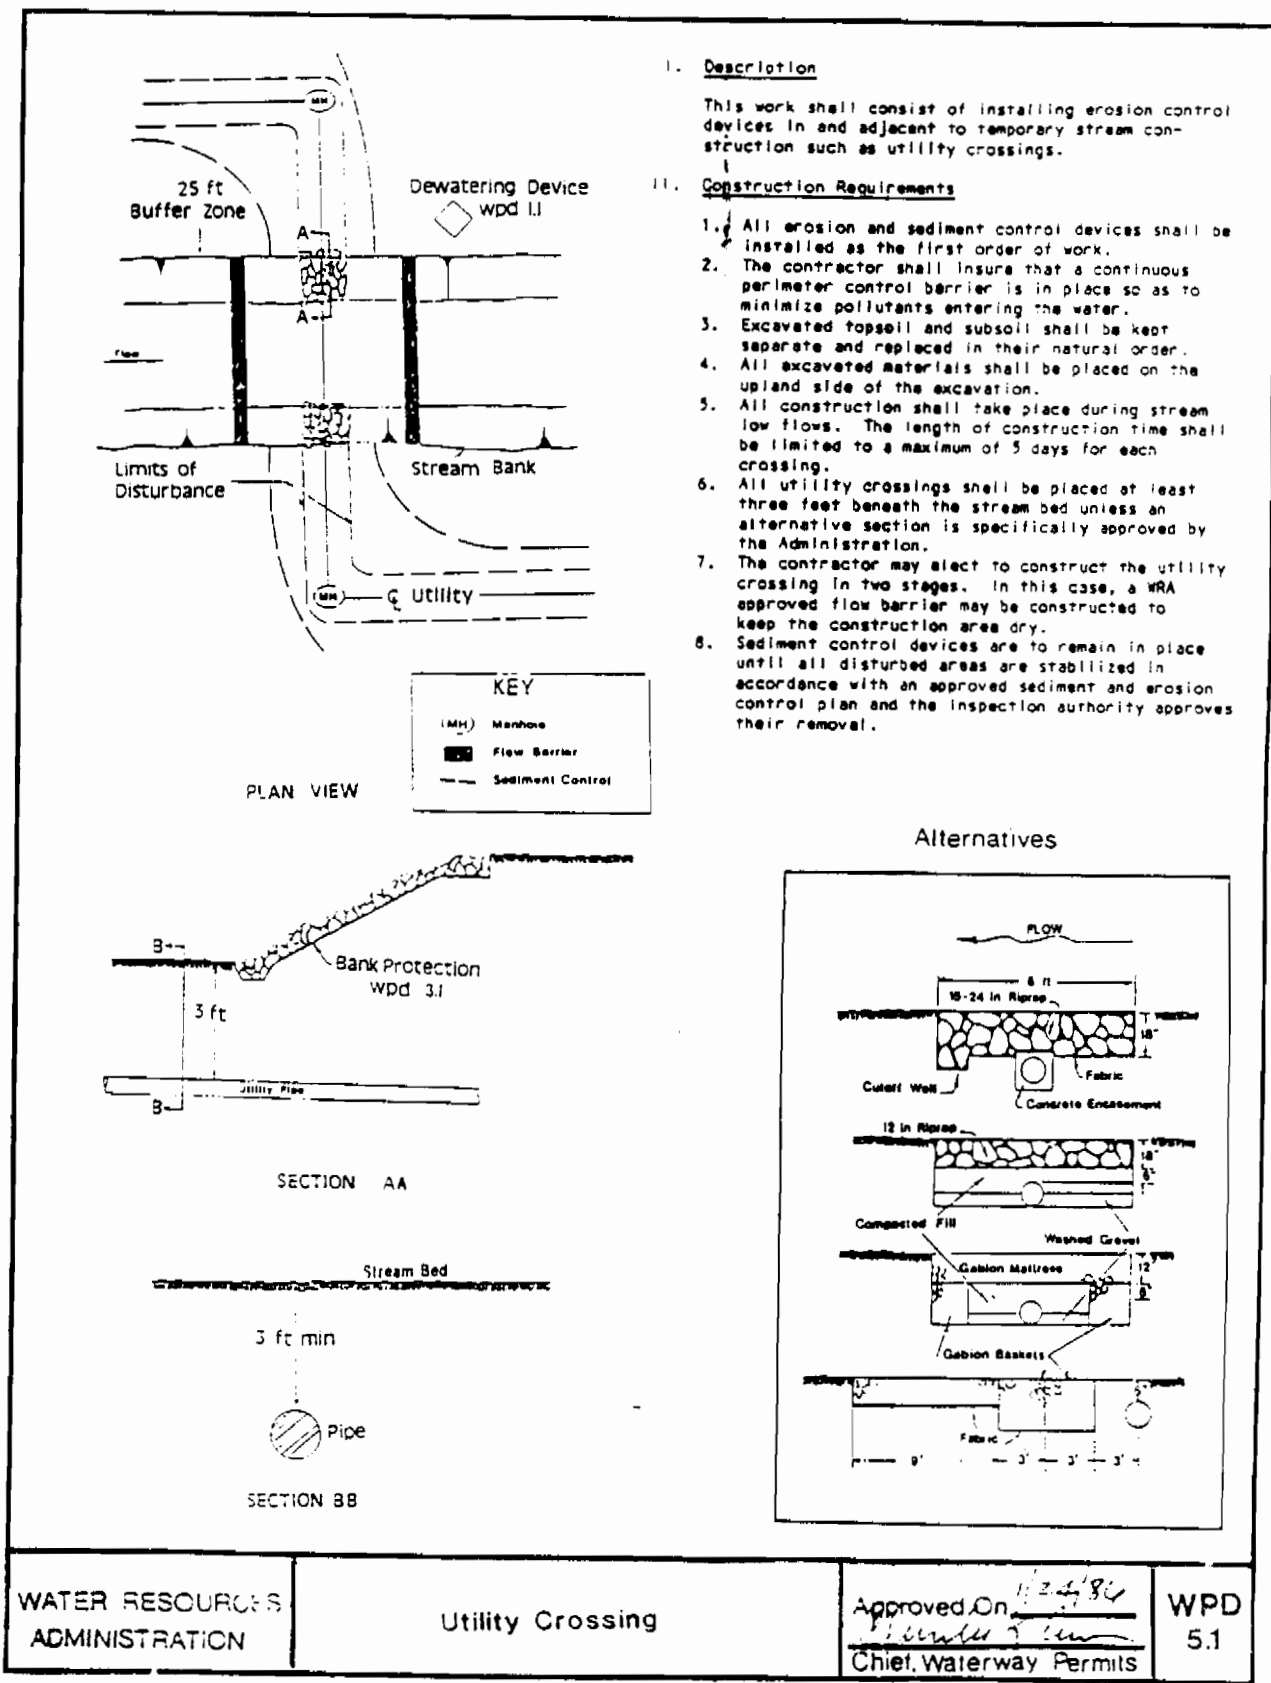 I. Description
This work shall consist of installing erosion control
devices in and adjacent to temporary stream con-
struction such as utility crossings.
II. Construction Requirements
1. All erosion and sediment control devices shall be
installed as the first order of work.
2. The contractor shall insure that a continuous
perimeter control barrier is in place so as to
minimize pollutants entering the water.
3. Excavated topsoil and subsoil shall be kept
separate and replaced in their natural order.
4. All excavated materials shall be placed on the
upland side of the excavation.
5. All construction shall take place during stream
low flows. The length of construction time shall
be limited to a maximum of 5 days for each
crossing.
6. All utility crossings shall be placed at least
three feet beneath the stream bed unless an
alternative section is specifically approved by
the Administration.
7. The contractor may elect to construct the utility
crossing in two stages. In this case, a WRA
approved flow barrier may be constructed to
keep the construction area dry.
8. Sediment control devices are to remain in place
until all disturbed areas are stabilized in
accordance with an approved sediment and erosion
control plan and the inspection authority approves
their removal.
MH
25 ft
Buffer Zone
Dewatering Device
wpd 1.1
A
A
Flow
Limits of
Disturbance
Stream Bank
MH
℄ Utility
KEY
(MH) Manhole
Flow Barrier
Sediment Control
PLAN VIEW
Bank Protection
wpd 3.1
B
3 ft
Utility Pipe
B
SECTION AA
Stream Bed
3 ft min
Pipe
SECTION BB
Alternatives
FLOW
6 ft
18-24 in Riprap
18"
Cutoff Wall
Fabric
Concrete Encasement
12 in Riprap
18"
6"
Compacted Fill
Washed Gravel
Gabion Mattress
12"
6"
Gabion Baskets
Fabric
9'
3'
3'
3'
WATER RESOURCES
ADMINISTRATION
Utility Crossing
Approved On
Chief, Waterway Permits
WPD
5.1